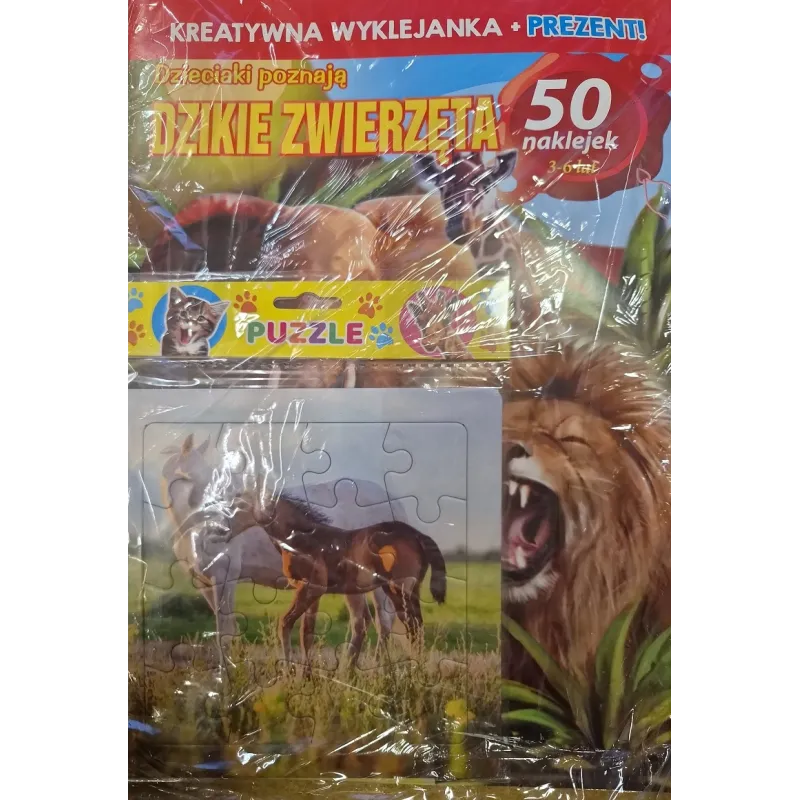 KREATYWNA WYKLEJANKA + PREZENT!
Dzieciaki poznają
DZIKIE ZWIERZĘTA
50
naklejek
3-6 lat
PUZZLE